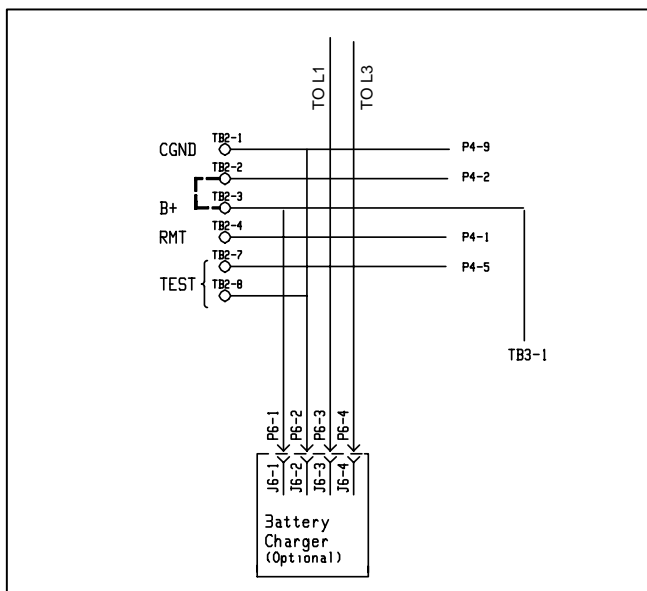 TO L1
TO L3
TB2-1
CGND
P4-9
TB2-2
P4-2
TB2-3
B+
TB2-4
RMT
P4-1
TB2-7
P4-5
TEST
TB2-8
TB3-1
P6-1
P6-2
P6-3
P6-4
J6-1
J6-2
J6-3
J6-4
Battery
Charger
(Optional)